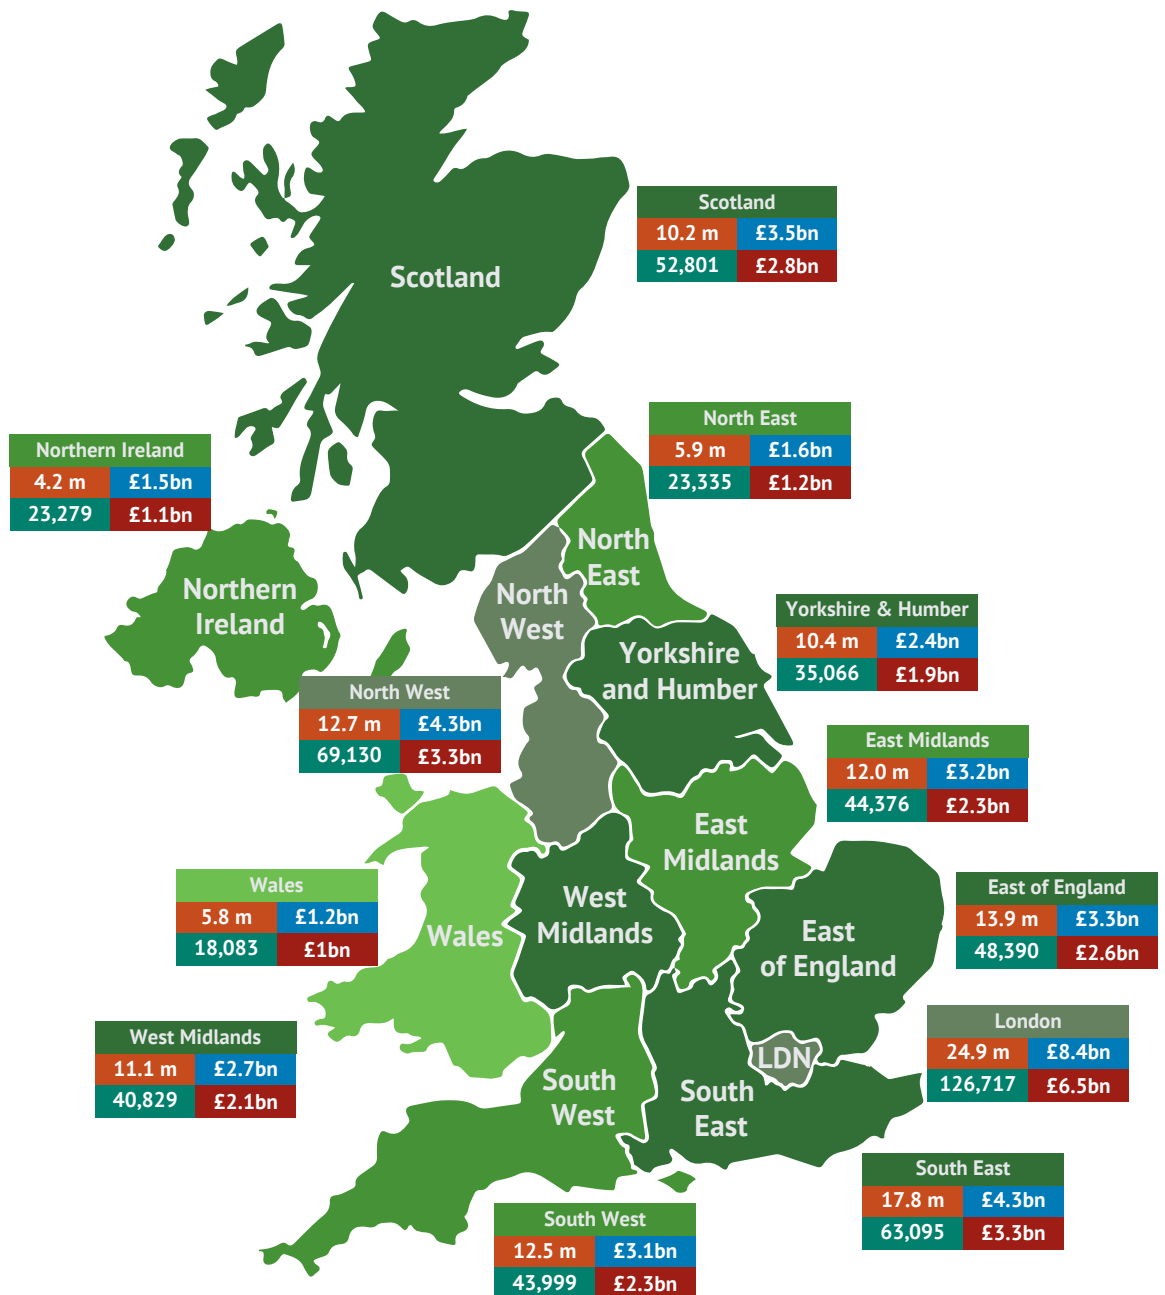 Scotland
10.2 m £3.5bn
52,801 £2.8bn
Scotland
North East
5.9 m £1.6bn
23,335 £1.2bn
Northern Ireland
4.2 m £1.5bn
23,279 £1.1bn
North
East
Northern
Ireland
North
West
Yorkshire & Humber
10.4 m £2.4bn
35,066 £1.9bn
Yorkshire
and Humber
North West
12.7 m £4.3bn
69,130 £3.3bn
East Midlands
12.0 m £3.2bn
44,376 £2.3bn
East
Midlands
Wales
5.8 m £1.2bn
18,083 £1bn
West
Midlands
Wales
East of England
13.9 m £3.3bn
48,390 £2.6bn
East
of England
West Midlands
11.1 m £2.7bn
40,829 £2.1bn
London
24.9 m £8.4bn
126,717 £6.5bn
LDN
South
West
South
East
South East
17.8 m £4.3bn
63,095 £3.3bn
South West
12.5 m £3.1bn
43,999 £2.3bn